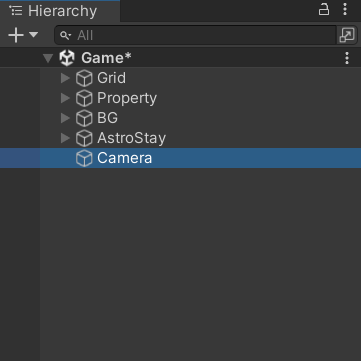 Hierarchy
All
Game*
Grid
Property
BG
AstroStay
Camera